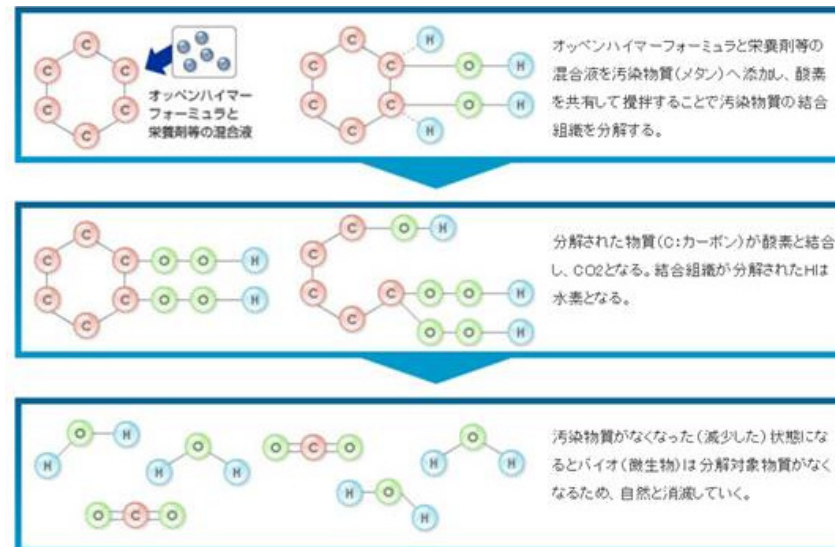 C
C
C
C
C
C
オッペンハイマー
フォーミュラと
栄養剤等の混合液
C
C
C
C
C
C
H
O
H
O
H
H
オッペンハイマーフォーミュラと栄養剤等の
混合液を汚染物質(メタン)へ添加し、酸素
を共有して攪拌することで汚染物質の結合
組織を分解する。
C
C
C
C
C
C
O O H
O O H
C
O H
C
C
C
C
O O H
O O H
分解された物質(C:カーボン)が酸素と結合
し、CO2となる。結合組織が分解されたHは
水素となる。
O H
H
O
H H
O C O
O
H H
O C O
H O
H
汚染物質がなくなった(減少した)状態にな
るとバイオ(微生物)は分解対象物質がなく
なるため、自然と消滅していく。